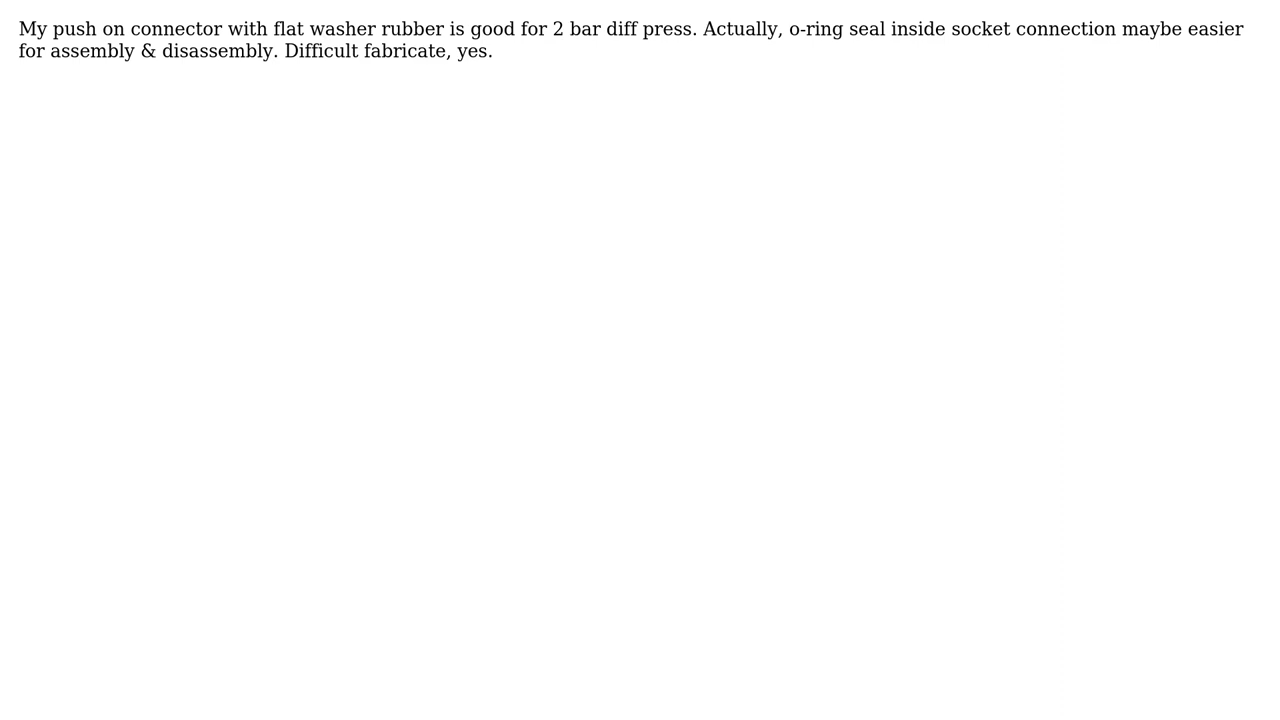 My push on connector with flat washer rubber is good for 2 bar diff press. Actually, o-ring seal inside socket connection maybe easier
for assembly & disassembly. Difficult fabricate, yes.